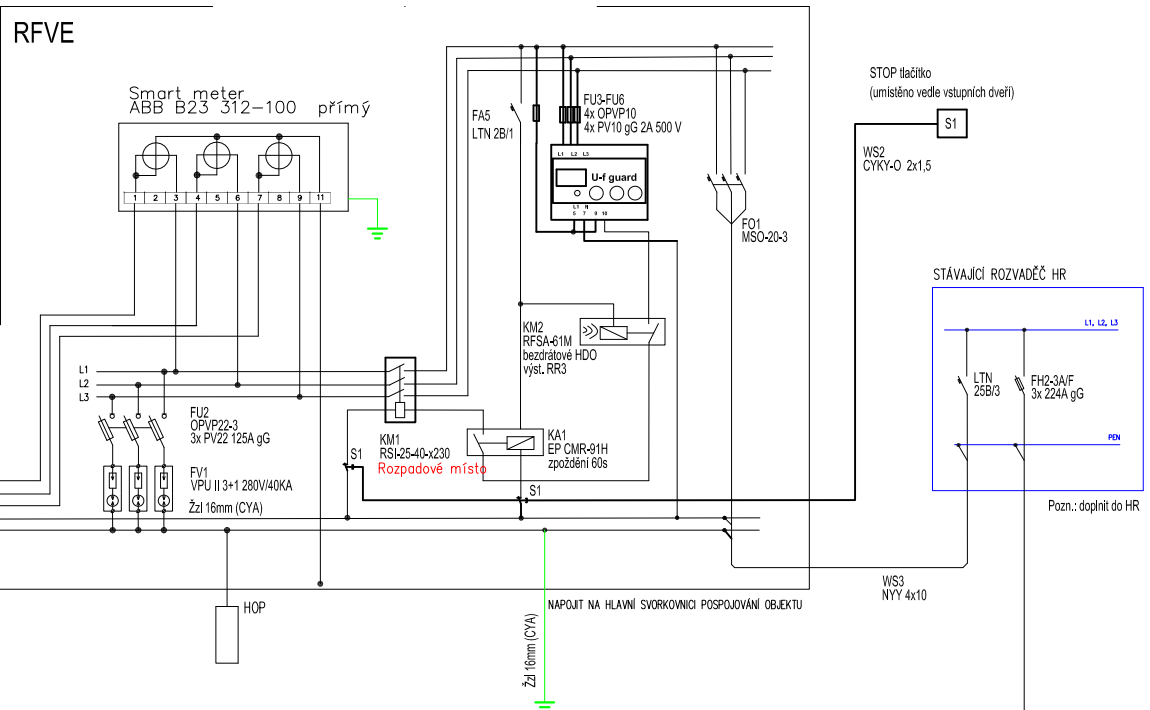 RFVE
Smart meter
ABB B23 312-100 přímý
1 2 3 4 5 6 7 8 9 11
L1
L2
L3
FU2
OPVP22-3
3x PV22 125A gG
FV1
VPU II 3+1 280V/40KA
Žzl 16mm (CYA)
HOP
KM1
RSI-25-40-x230
Rozpadové místo
S1
FA5
LTN 2B/1
FU3-FU6
4x OPVP10
4x PV10 gG 2A 500 V
L1 L2 L3
U-f guard
L1 N
5 7 9 10
KM2
RFSA-61M
bezdrátové HDO
výst. RR3
KA1
EP CMR-91H
zpoždění 60s
S1
FO1
MSO-20-3
STOP tlačítko
(umístěno vedle vstupních dveří)
S1
WS2
CYKY-O 2x1,5
STÁVAJÍCÍ ROZVADĚČ HR
L1, L2, L3
LTN
25B/3
FH2-3A/F
3x 224A gG
PEN
Pozn.: doplnit do HR
WS3
NYY 4x10
NAPOJIT NA HLAVNÍ SVORKOVNICI POSPOJOVÁNÍ OBJEKTU
Žzl 16mm (CYA)